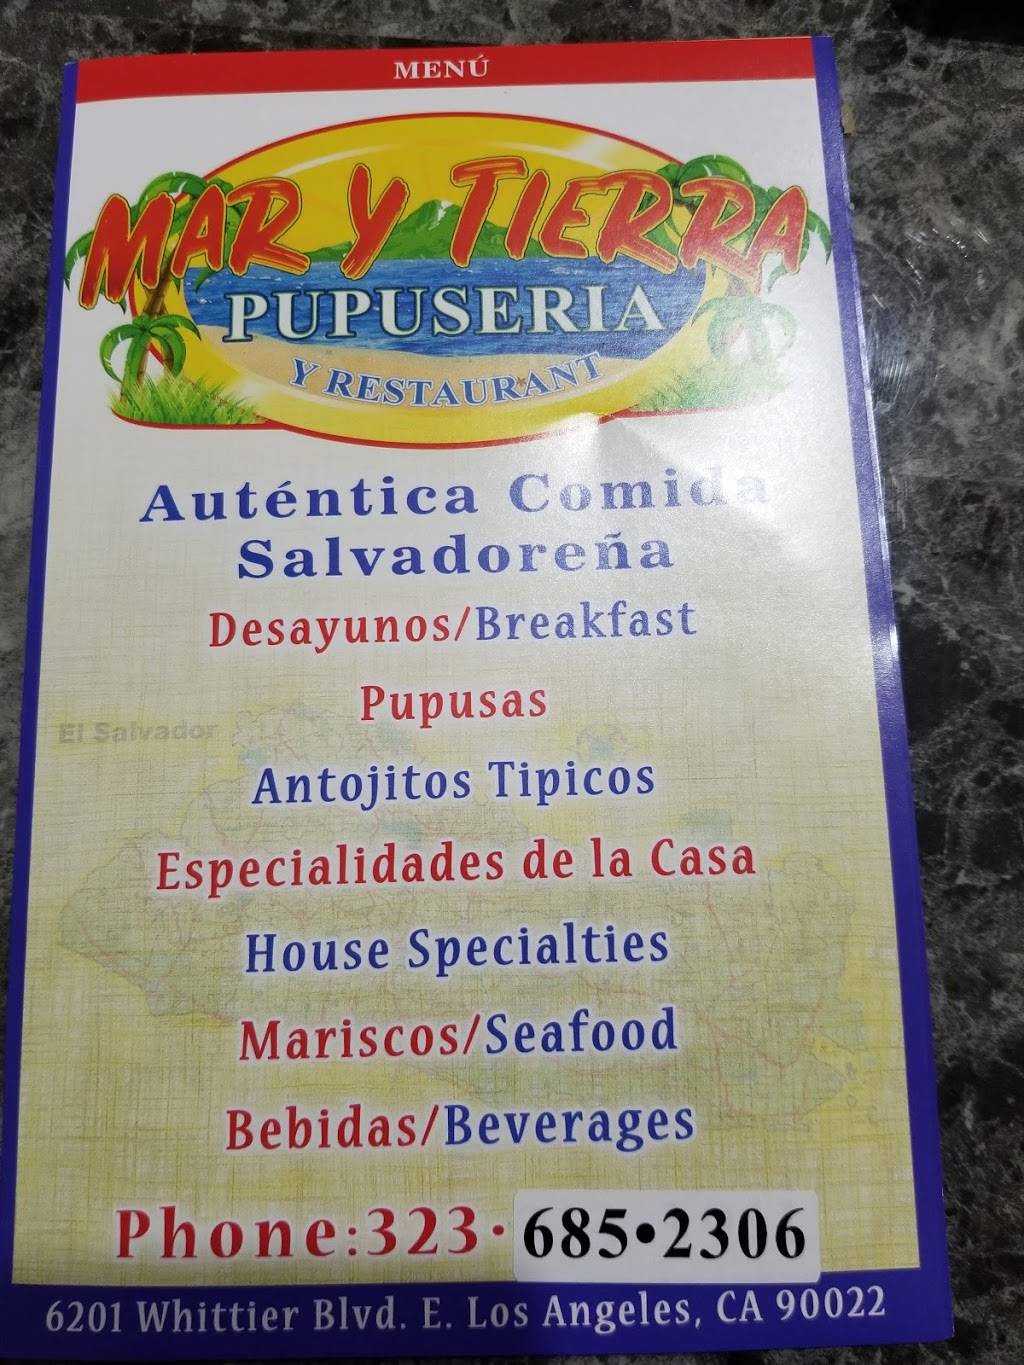 MENÚ
MAR Y TIERRA
PUPUSERIA
Y RESTAURANT
Auténtica Comida
Salvadoreña
Desayunos/Breakfast
Pupusas
El Salvador
Antojitos Tipicos
Especialidades de la Casa
House Specialties
Mariscos/Seafood
Bebidas/Beverages
Phone:323•685•2306
6201 Whittier Blvd. E. Los Angeles, CA 90022